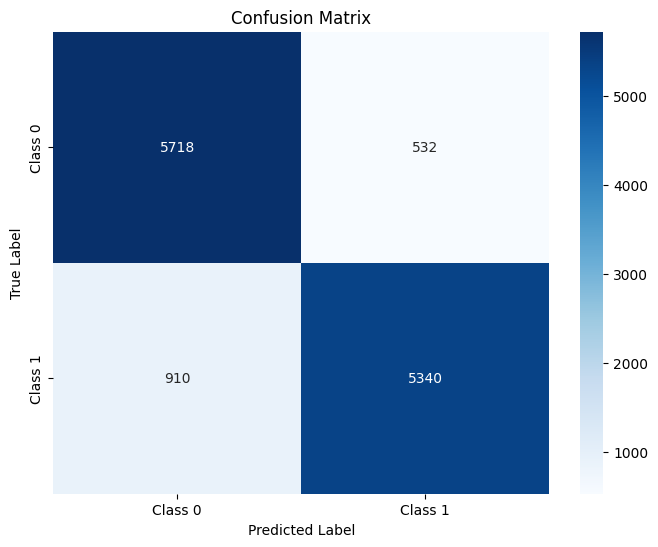 Confusion Matrix
Class 0
5718
532
5000
4000
True Label
3000
2000
Class 1
910
5340
1000
Class 0
Class 1
Predicted Label